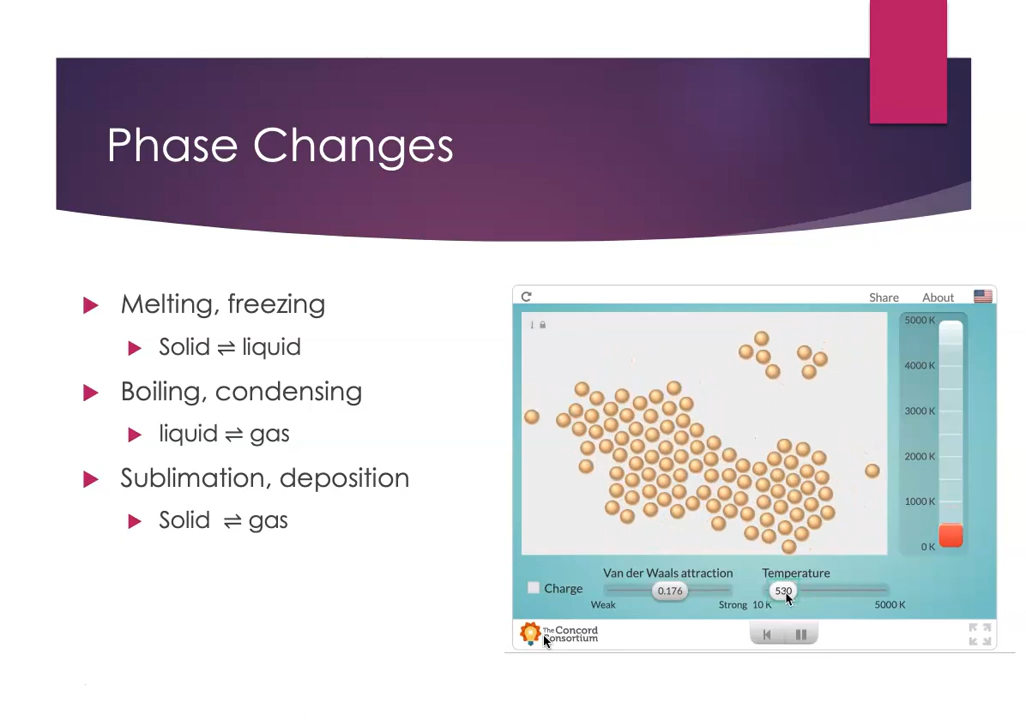 Phase Changes
Melting, freezing
Solid ⇌ liquid
Boiling, condensing
liquid ⇌ gas
Sublimation, deposition
Solid ⇌ gas
Share About
5000 K
4000 K
3000 K
2000 K
1000 K
0 K
Van der Waals attraction Temperature
Charge 0.176 530
Weak Strong 10 K 5000 K
The Concord
Consortium